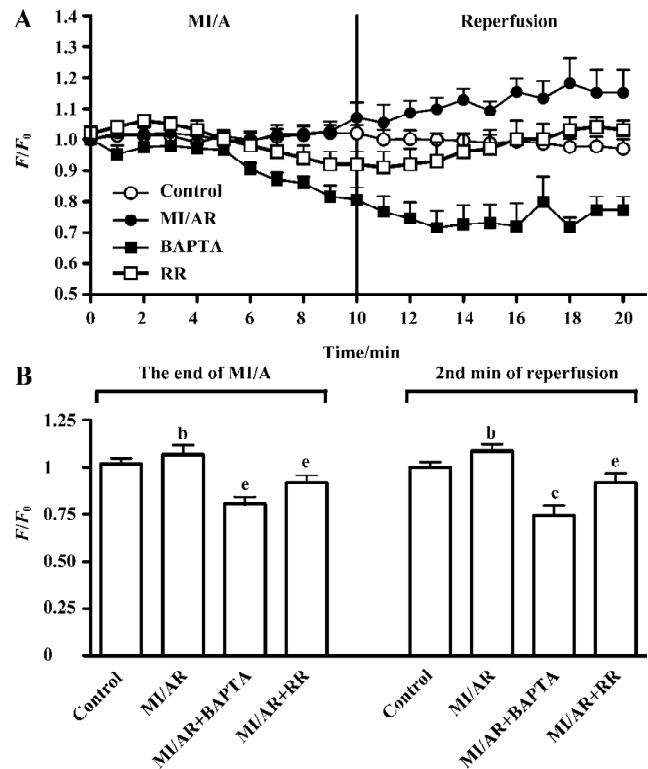 A
MI/A
Reperfusion
F/F0
1.4
1.3
1.2
1.1
1.0
0.9
0.8
0.7
0.6
0.5
Control
MI/AR
BAPTA
RR
0 2 4 6 8 10 12 14 16 18 20
Time/min
B
The end of MI/A
2nd min of reperfusion
F/F0
1.25
1.00
0.75
0.50
0.25
0
b
e
e
b
c
e
Control
MI/AR
MI/AR+BAPTA
MI/AR+RR
Control
MI/AR
MI/AR+BAPTA
MI/AR+RR